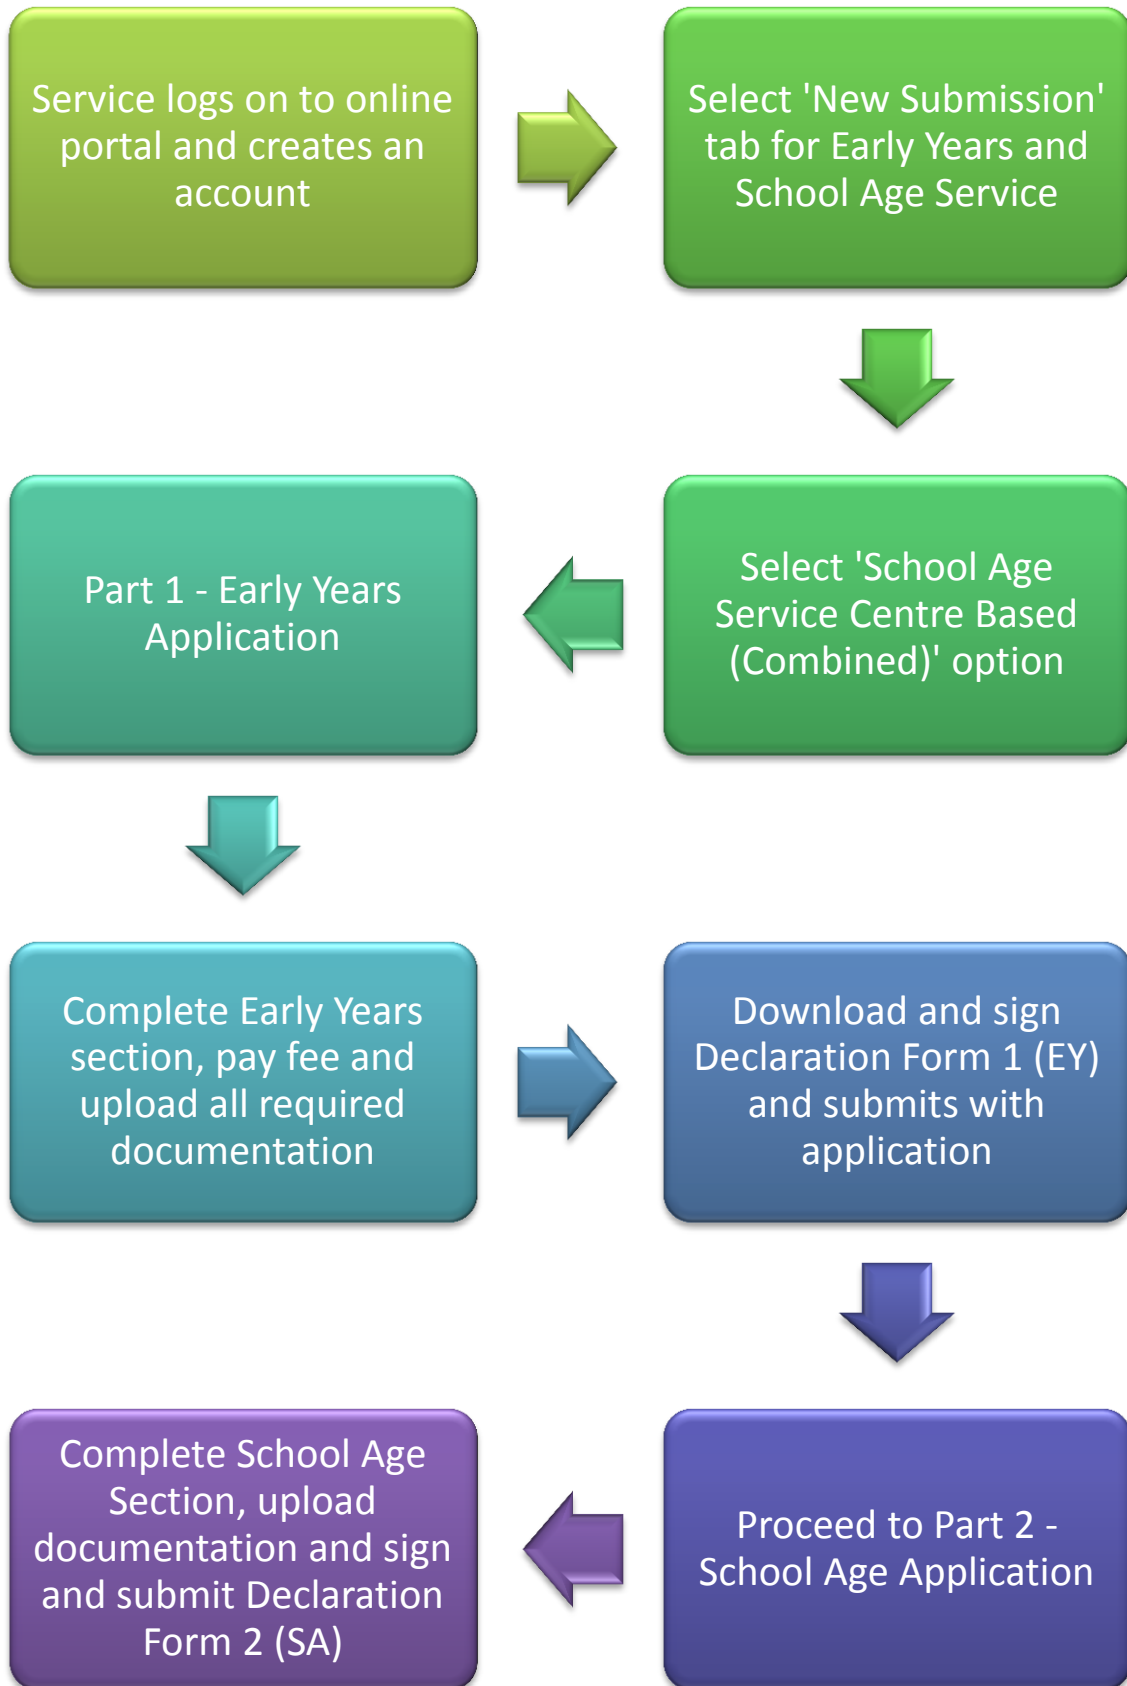 Service logs on to online
portal and creates an
account
Select 'New Submission'
tab for Early Years and
School Age Service
Select 'School Age
Service Centre Based
(Combined)' option
Part 1 - Early Years
Application
Complete Early Years
section, pay fee and
upload all required
documentation
Download and sign
Declaration Form 1 (EY)
and submits with
application
Proceed to Part 2 -
School Age Application
Complete School Age
Section, upload
documentation and sign
and submit Declaration
Form 2 (SA)